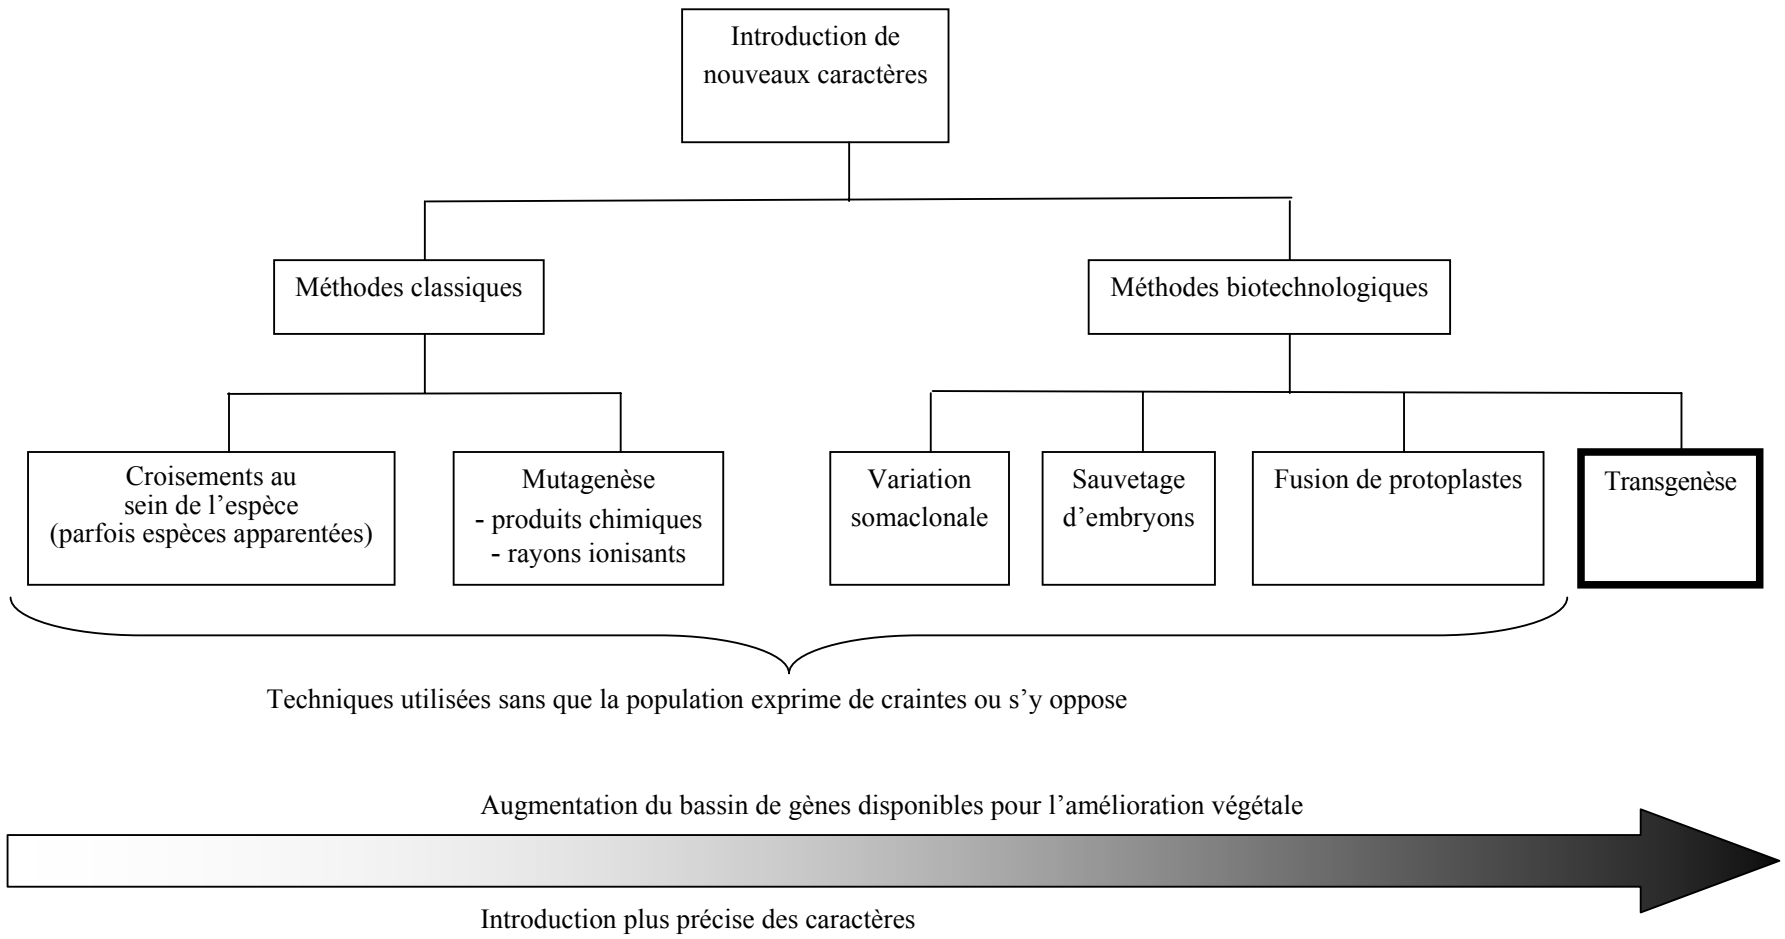 Introduction de
nouveaux caractères
Méthodes classiques
Méthodes biotechnologiques
Croisements au
sein de l’espèce
(parfois espèces apparentées)
Mutagenèse
- produits chimiques
- rayons ionisants
Variation
somaclonale
Sauvetage
d’embryons
Fusion de protoplastes
Transgenèse
Techniques utilisées sans que la population exprime de craintes ou s’y oppose
Augmentation du bassin de gènes disponibles pour l’amélioration végétale
Introduction plus précise des caractères